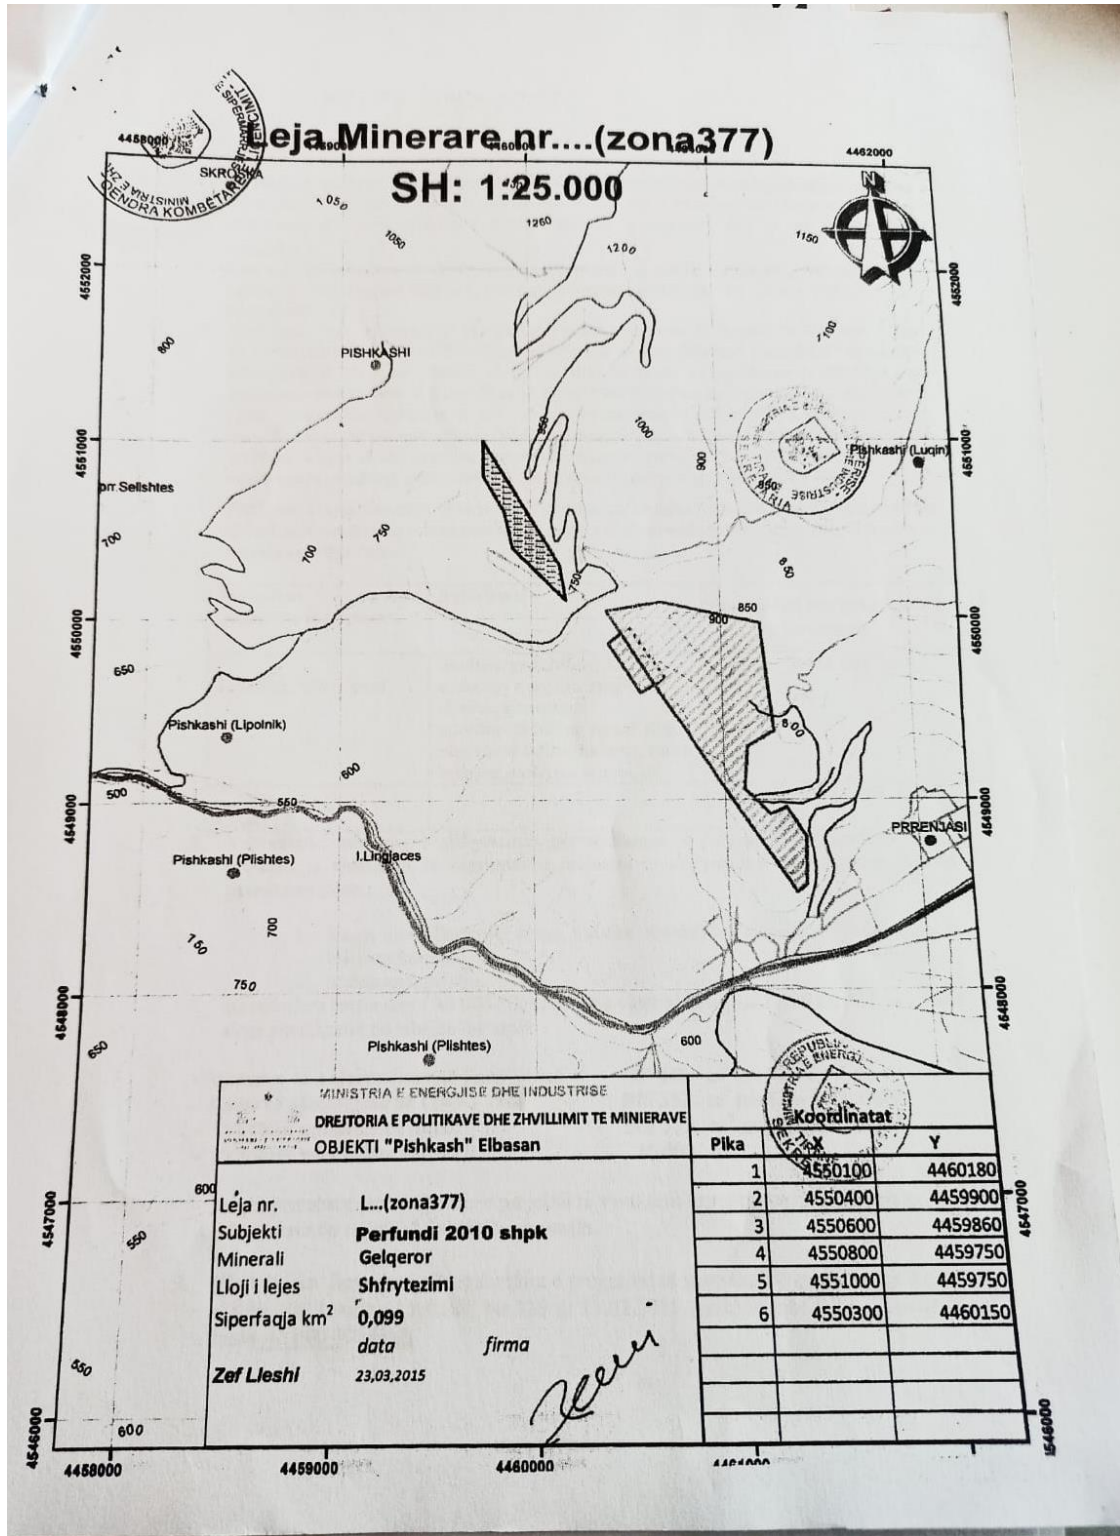 Leja Minerare nr....(zona377)
4458000
4462000
SKROSKA
SH: 1:25.000
N
1050
1050
1260
1200
1150
4552000
4552000
800
PISHKASHI
1100
950
1000
900
4551000
4551000
Pishkashi (Luqin)
850
prr.Selishtes
700
700
750
750
850
850
900
4550000
4550000
650
Pishkashi (Lipolnik)
800
600
500
550
4549000
4549000
PRRENJASI
Pishkashi (Plishtes)
700
750
750
4548000
4548000
650
Pishkashi (Plishtes)
600
MINISTRIA E ENERGJISE DHE INDUSTRISE
DREJTORIA E POLITIKAVE DHE ZHVILLIMIT TE MINIERAVE
OBJEKTI "Pishkash" Elbasan
Koordinatat
Pika X Y
1 4550100 4460180
2 4550400 4459900
3 4550600 4459860
4 4550800 4459750
5 4551000 4459750
6 4550300 4460150
600
4547000
4547000
550
Leja nr. L...(zona377)
Subjekti Perfundi 2010 shpk
Minerali Gelqeror
Lloji i lejes Shfrytezimi
Siperfaqja km² 0,099
data firma
Zef Lleshi 23,03,2015
550
600
4546000
4546000
4458000
4459000
4460000
4461000